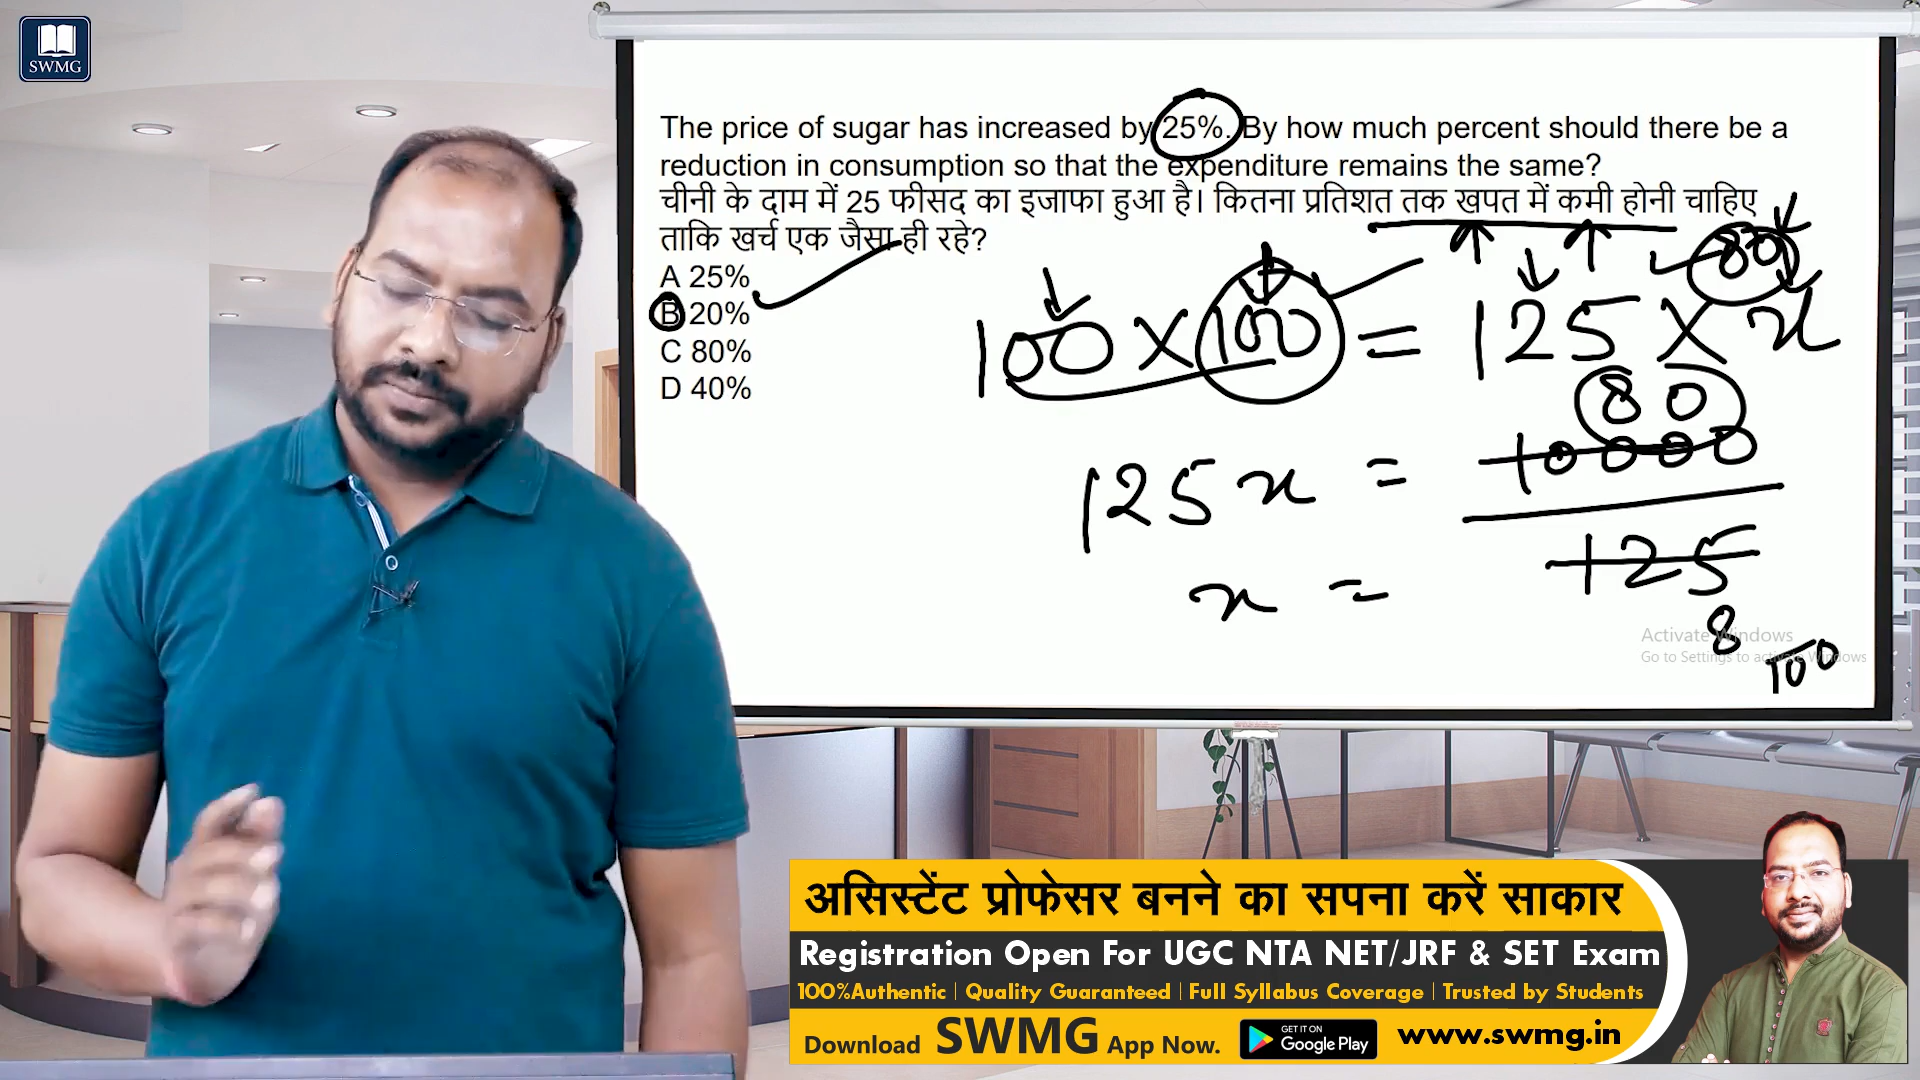 SWMG
The price of sugar has increased by 25%. By how much percent should there be a
reduction in consumption so that the expenditure remains the same?
चीनी के दाम में 25 फीसद का इजाफा हुआ है। कितना प्रतिशत तक खपत में कमी होनी चाहिए
ताकि खर्च एक जैसा ही रहे?
A 25%
B 20%
C 80%
D 40%
80
100 × 100 = 125 × x
80
125x = 10000
125
x =
8
100
Activate Windows
Go to Settings to activate Windows
असिस्टेंट प्रोफेसर बनने का सपना करें साकार
Registration Open For UGC NTA NET/JRF & SET Exam
100%Authentic | Quality Guaranteed | Full Syllabus Coverage | Trusted by Students
Download SWMG App Now. GET IT ON Google Play www.swmg.in